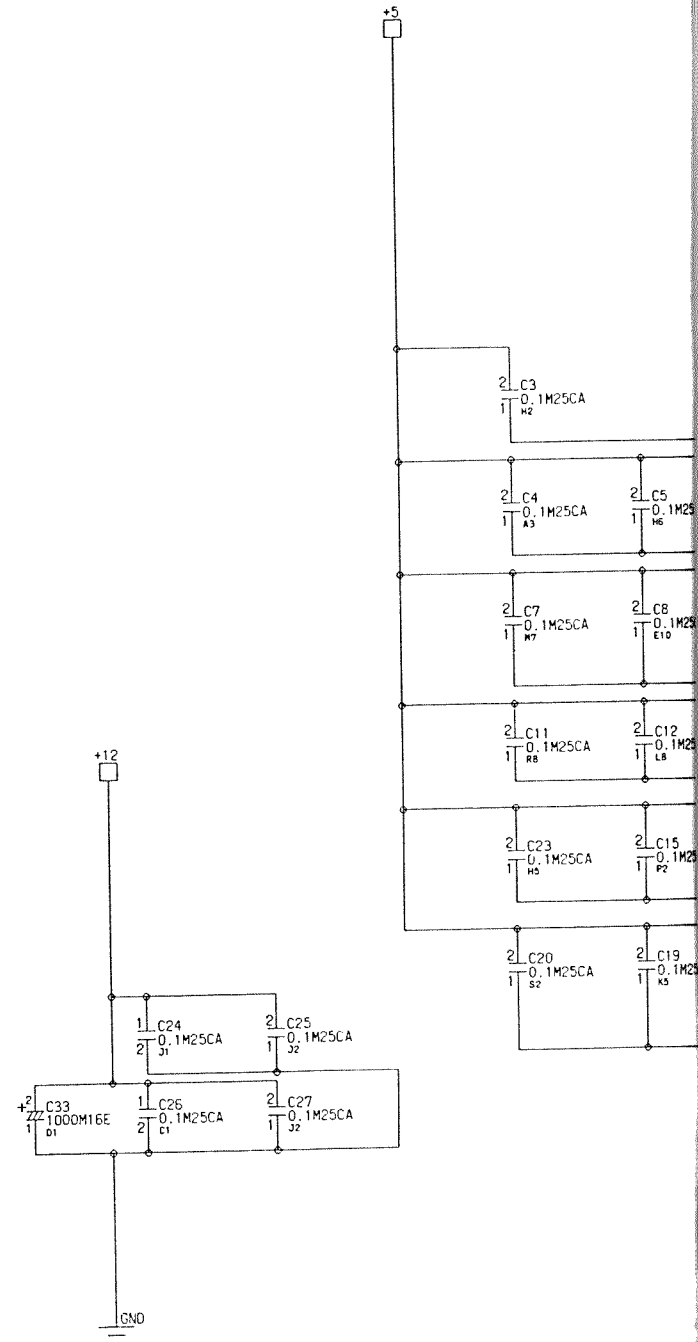 +5
2 C3
0.1M25CA
1 H2
2 C4
0.1M25CA
1 A3
2 C5
0.1M25
1 H6
2 C7
0.1M25CA
1
2 C8
0.1M25
1 E10
2 C11
0.1M25CA
1 R8
2 C12
0.1M25
1 L8
2 C23
0.1M25CA
1 H5
2 C15
0.1M25
1 P2
2 C20
0.1M25CA
1 S2
2 C19
0.1M25
1 K5
+12
1 C24
0.1M25CA
2 J1
2 C25
0.1M25CA
1 J2
+2 C33
1000M16E
1 D1
1 C26
0.1M25CA
2
2 C27
0.1M25CA
1 J2
GND